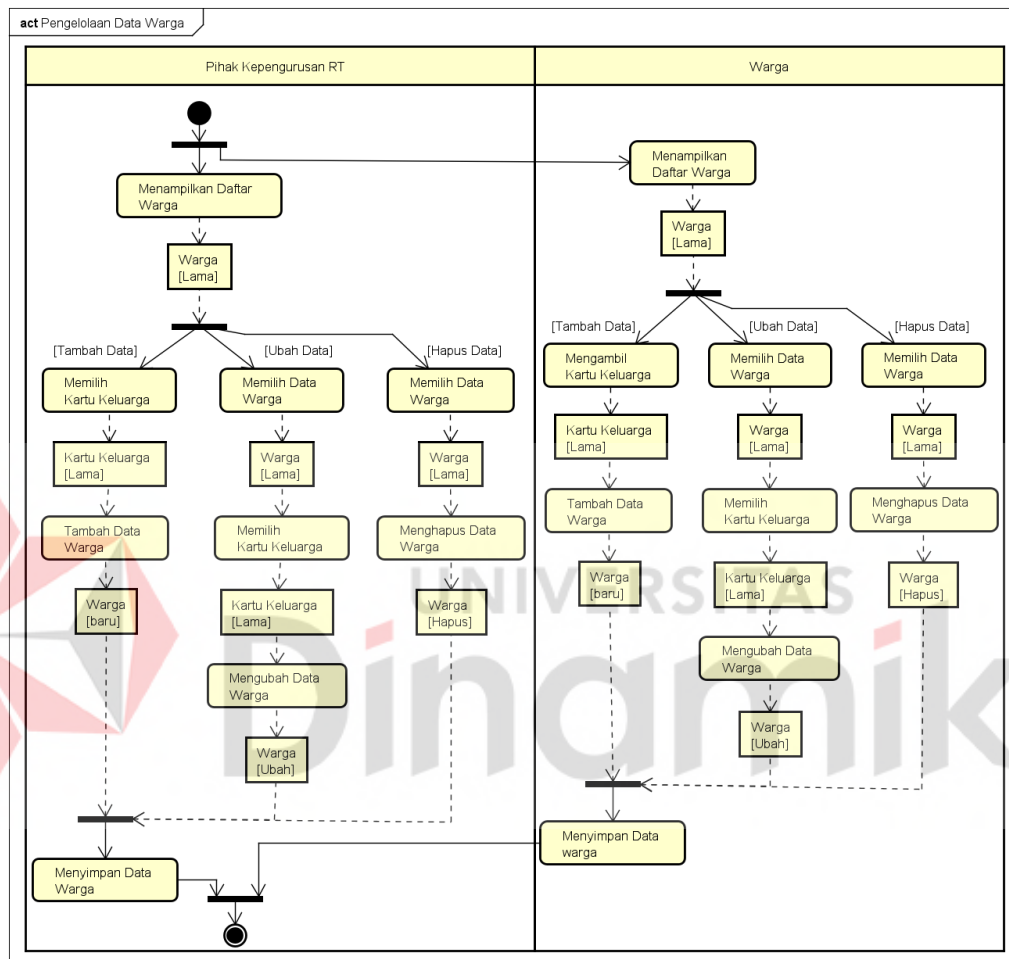 act Pengelolaan Data Warga
Pihak Kepengurusan RT
Warga
Menampilkan Daftar
Warga
Warga
[Lama]
[Tambah Data]
[Ubah Data]
[Hapus Data]
Memilih
Kartu Keluarga
Memilih Data
Warga
Memilih Data
Warga
Kartu Keluarga
[Lama]
Warga
[Lama]
Warga
[Lama]
Tambah Data
Warga
Memilih
Kartu Keluarga
Menghapus Data
Warga
Warga
[baru]
Kartu Keluarga
[Lama]
Warga
[Hapus]
Mengubah Data
Warga
Warga
[Ubah]
Menyimpan Data
Warga
Menampilkan
Daftar Warga
Warga
[Lama]
[Tambah Data]
[Ubah Data]
[Hapus Data]
Mengambil
Kartu Keluarga
Memilih Data
Warga
Memilih Data
Warga
Kartu Keluarga
[Lama]
Warga
[Lama]
Warga
[Lama]
Tambah Data
Warga
Memilih
Kartu Keluarga
Menghapus Data
Warga
Warga
[baru]
Kartu Keluarga
[Lama]
Warga
[Hapus]
Mengubah Data
Warga
Warga
[Ubah]
Menyimpan Data
warga
UNIVERSITAS
Dinamik